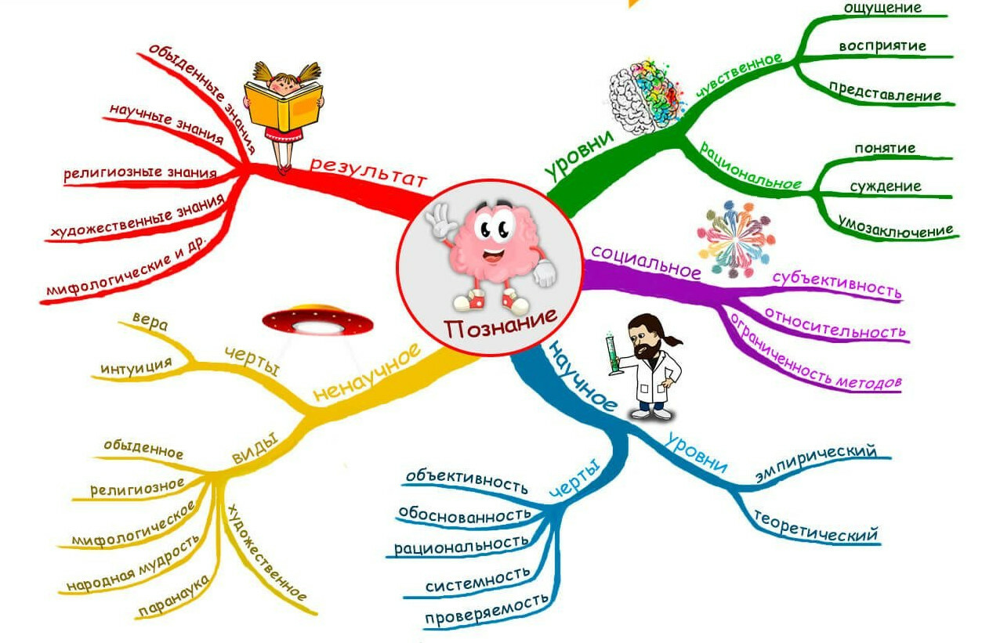 Познание
уровни
чувственное
ощущение
восприятие
представление
рациональное
понятие
суждение
умозаключение
социальное
субъективность
относительность
ограниченность методов
научное
уровни
эмпирический
теоретический
черты
объективность
обоснованность
рациональность
системность
проверяемость
ненаучное
черты
вера
интуиция
виды
обыденное
религиозное
мифологическое
народная мудрость
паранаука
художественное
результат
обыденные знания
научные знания
религиозные знания
художественные знания
мифологические и др.